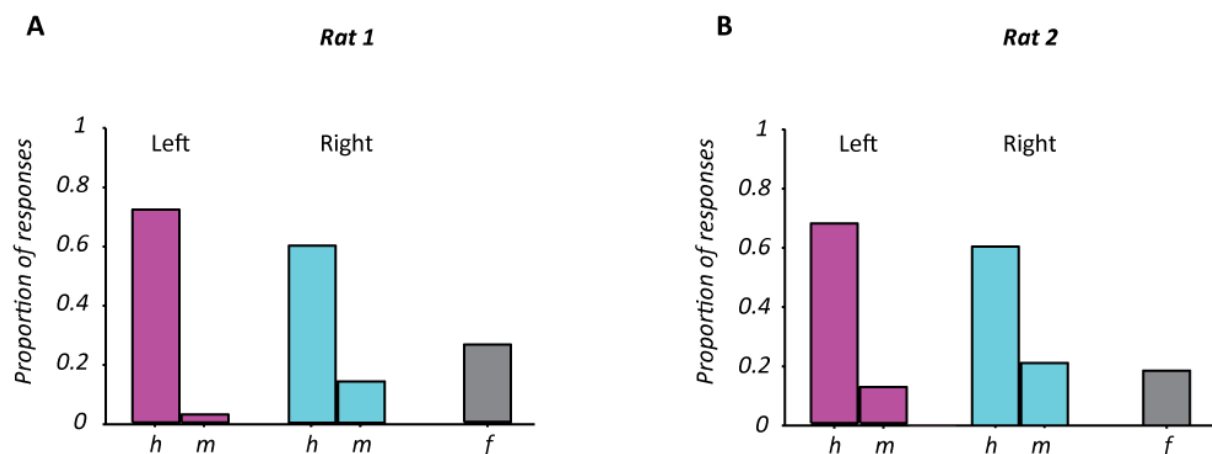 A
Rat 1
Proportion of responses
1
0.8
0.6
0.4
0.2
0
Left
Right
h m h m f
B
Rat 2
Proportion of responses
1
0.8
0.6
0.4
0.2
0
Left
Right
h m h m f